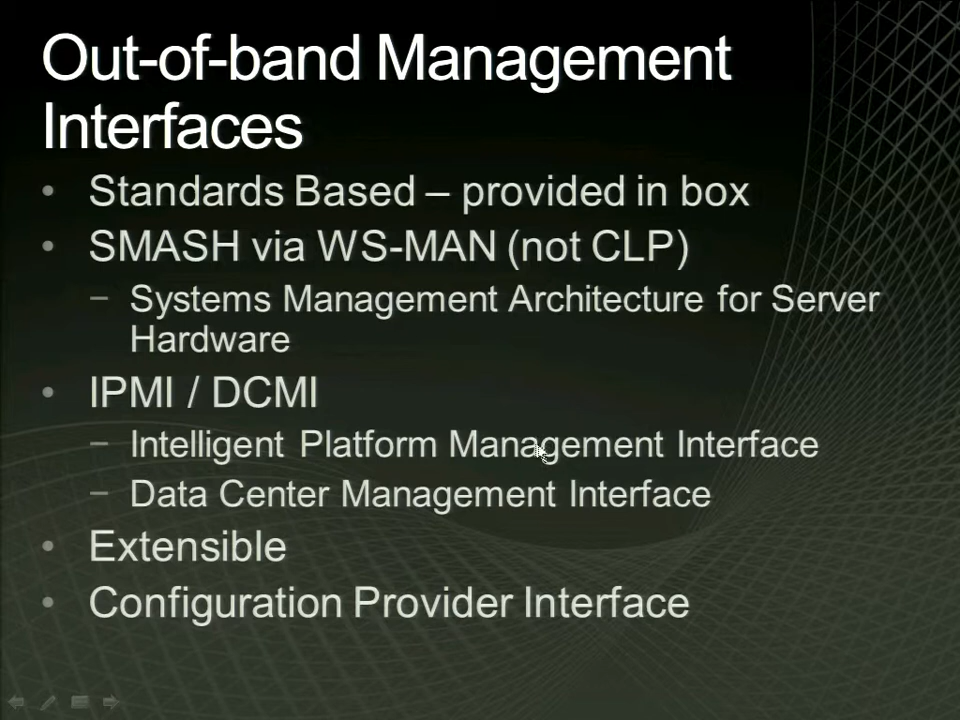 Out-of-band Management
Interfaces
• Standards Based – provided in box
• SMASH via WS-MAN (not CLP)
– Systems Management Architecture for Server
Hardware
• IPMI / DCMI
– Intelligent Platform Management Interface
– Data Center Management Interface
• Extensible
• Configuration Provider Interface